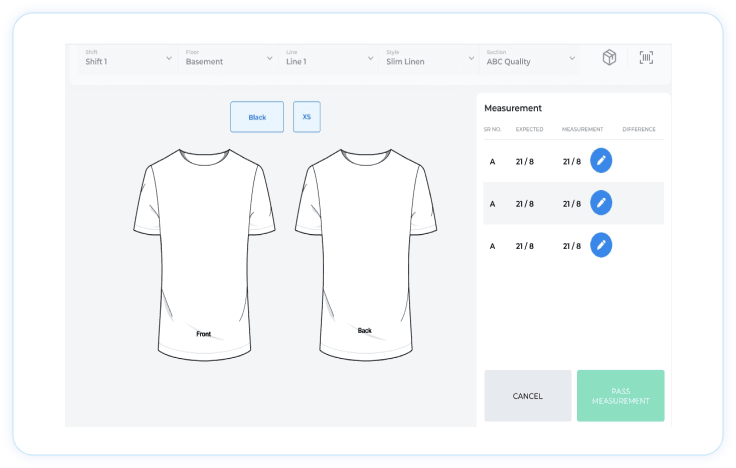 Shift Floor Line Style Section
Shift 1 Basement Line 1 Slim Linen ABC Quality
Black XS
Measurement
SR NO. EXPECTED MEASUREMENT DIFFERENCE
A 21 / 8 21 / 8
A 21 / 8 21 / 8
A 21 / 8 21 / 8
Front Back
CANCEL
PASS
MEASUREMENT